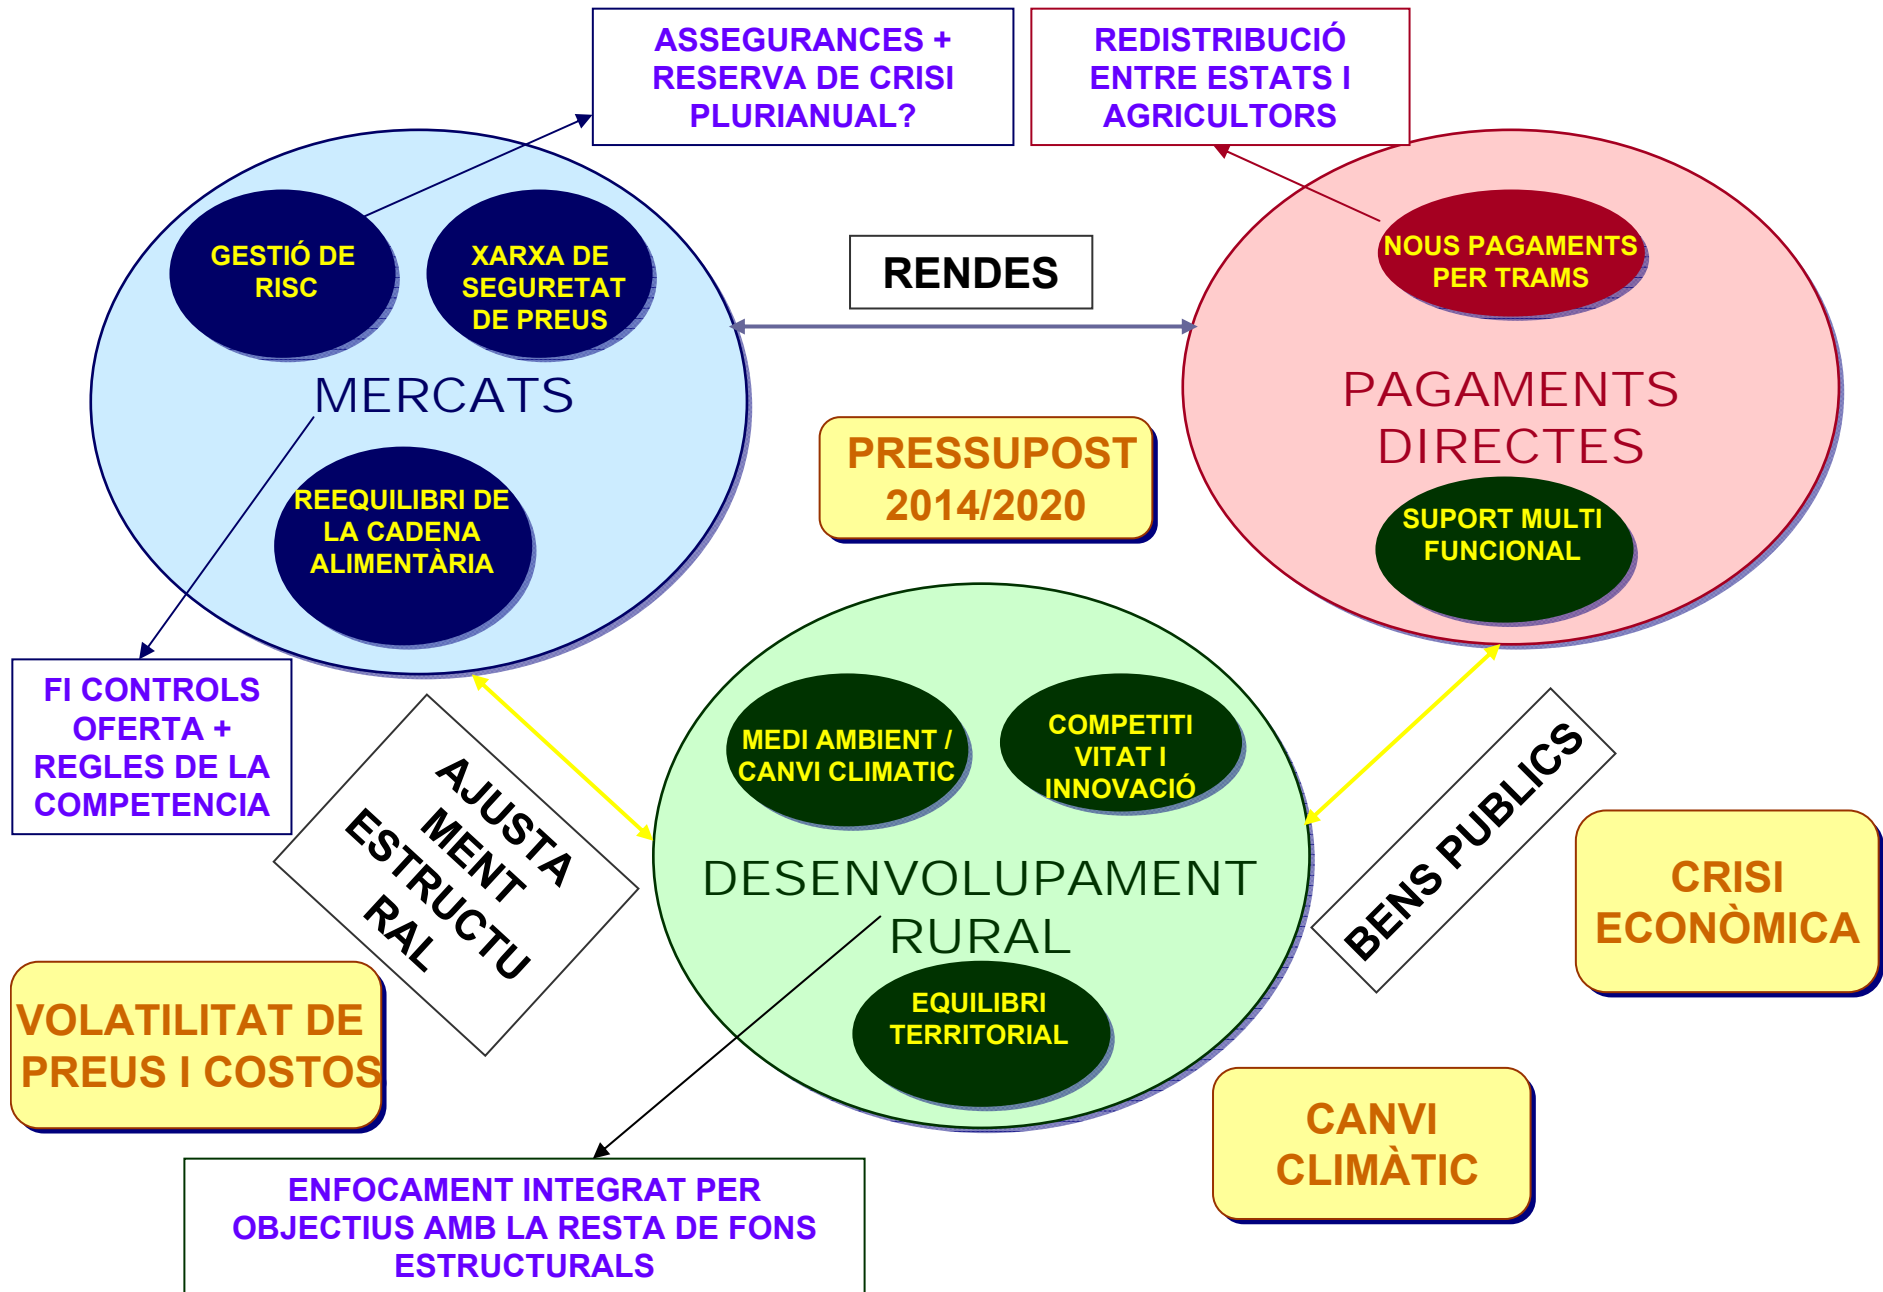 ASSEGURANCES +
RESERVA DE CRISI
PLURIANUAL?
REDISTRIBUCIÓ
ENTRE ESTATS I
AGRICULTORS
GESTIÓ DE
RISC
XARXA DE
SEGURETAT
DE PREUS
RENDES
NOUS PAGAMENTS
PER TRAMS
MERCATS
PAGAMENTS
DIRECTES
PRESSUPOST
2014/2020
REEQUILIBRI DE
LA CADENA
ALIMENTÀRIA
SUPORT MULTI
FUNCIONAL
FI CONTROLS
OFERTA +
REGLES DE LA
COMPETENCIA
AJUSTA
MENT
ESTRUCTU
RAL
MEDI AMBIENT /
CANVI CLIMATIC
COMPETITI
VITAT I
INNOVACIÓ
BENS PUBLICS
DESENVOLUPAMENT
RURAL
CRISI
ECONÒMICA
EQUILIBRI
TERRITORIAL
VOLATILITAT DE
PREUS I COSTOS
CANVI
CLIMÀTIC
ENFOCAMENT INTEGRAT PER
OBJECTIUS AMB LA RESTA DE FONS
ESTRUCTURALS